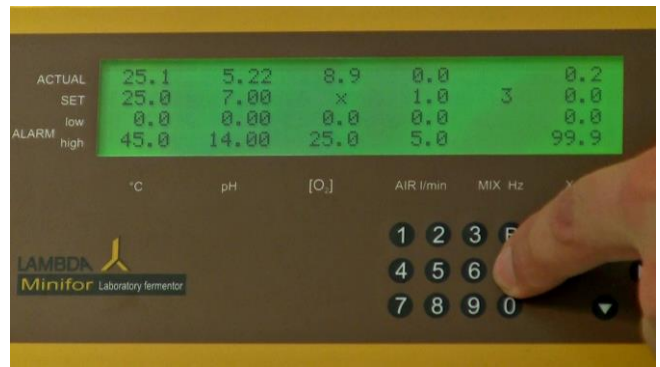 ACTUAL 25.1 5.22 8.9 0.0 0.2
SET 25.0 7.00 x 1.0 3 0.0
low 0.0 0.00 0.0 0.0 0.0
ALARM
high 45.0 14.00 25.0 5.0 99.9
°C pH [O₂] AIR l/min MIX Hz
1 2 3
4 5 6
7 8 9 0
LAMBDA
Minifor Laboratory fermentor